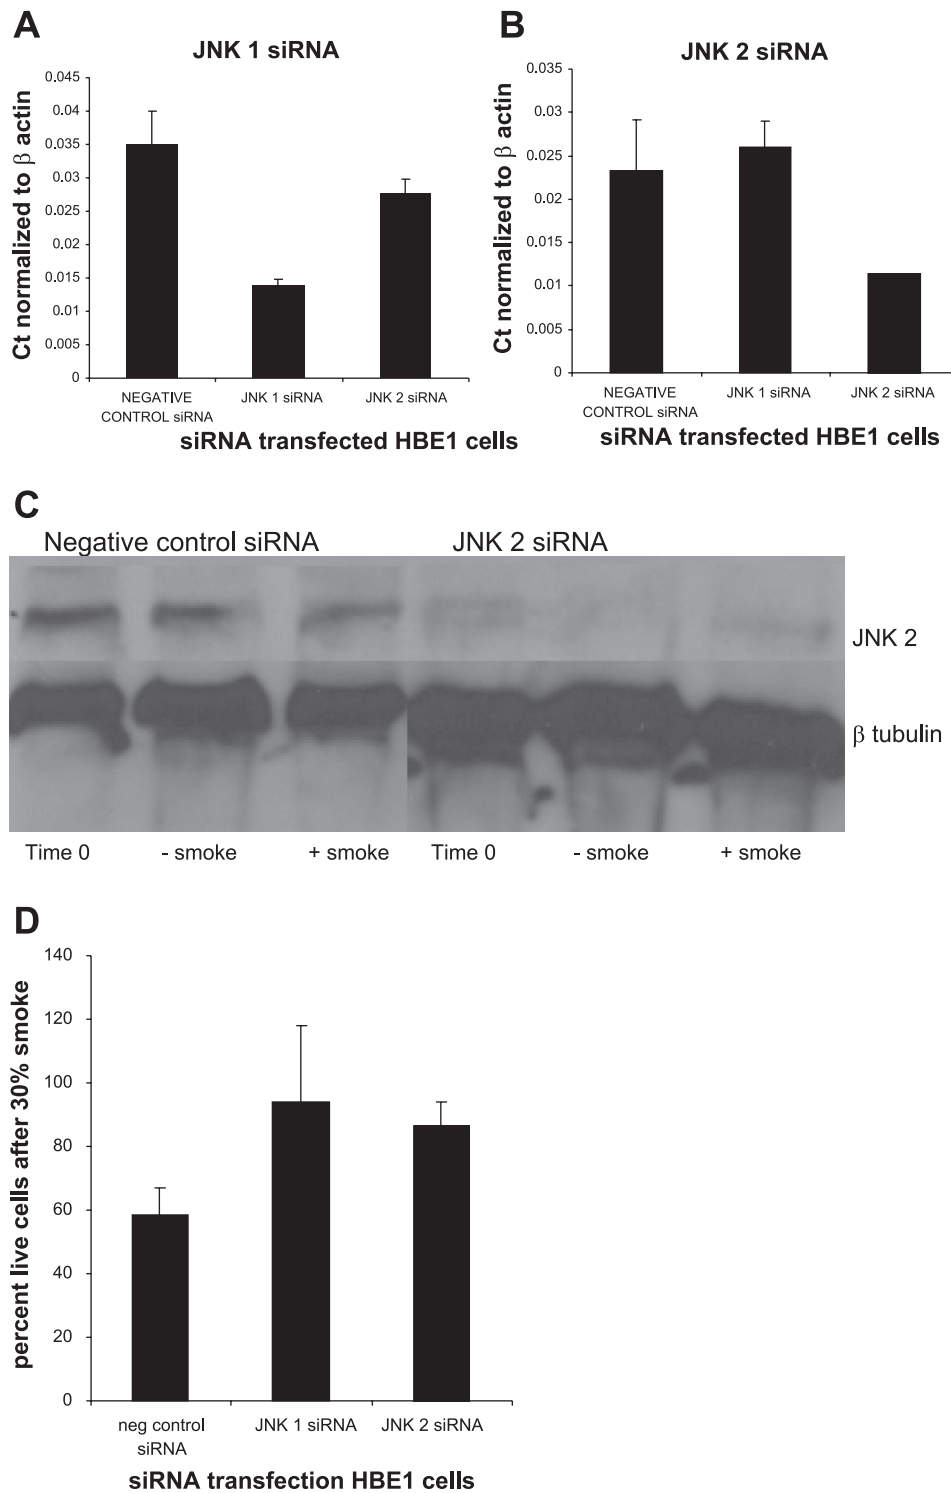 A
JNK 1 siRNA
Ct normalized to β actin
0.045
0.04
0.035
0.03
0.025
0.02
0.015
0.01
0.005
0
NEGATIVE
CONTROL siRNA
JNK 1 siRNA
JNK 2 siRNA
siRNA transfected HBE1 cells
B
JNK 2 siRNA
Ct normalized to β actin
0.035
0.03
0.025
0.02
0.015
0.01
0.005
0
NEGATIVE
CONTROL siRNA
JNK 1 siRNA
JNK 2 siRNA
siRNA transfected HBE1 cells
C
Negative control siRNA
JNK 2 siRNA
JNK 2
β tubulin
Time 0
- smoke
+ smoke
Time 0
- smoke
+ smoke
D
percent live cells after 30% smoke
140
120
100
80
60
40
20
0
neg control
siRNA
JNK 1 siRNA
JNK 2 siRNA
siRNA transfection HBE1 cells